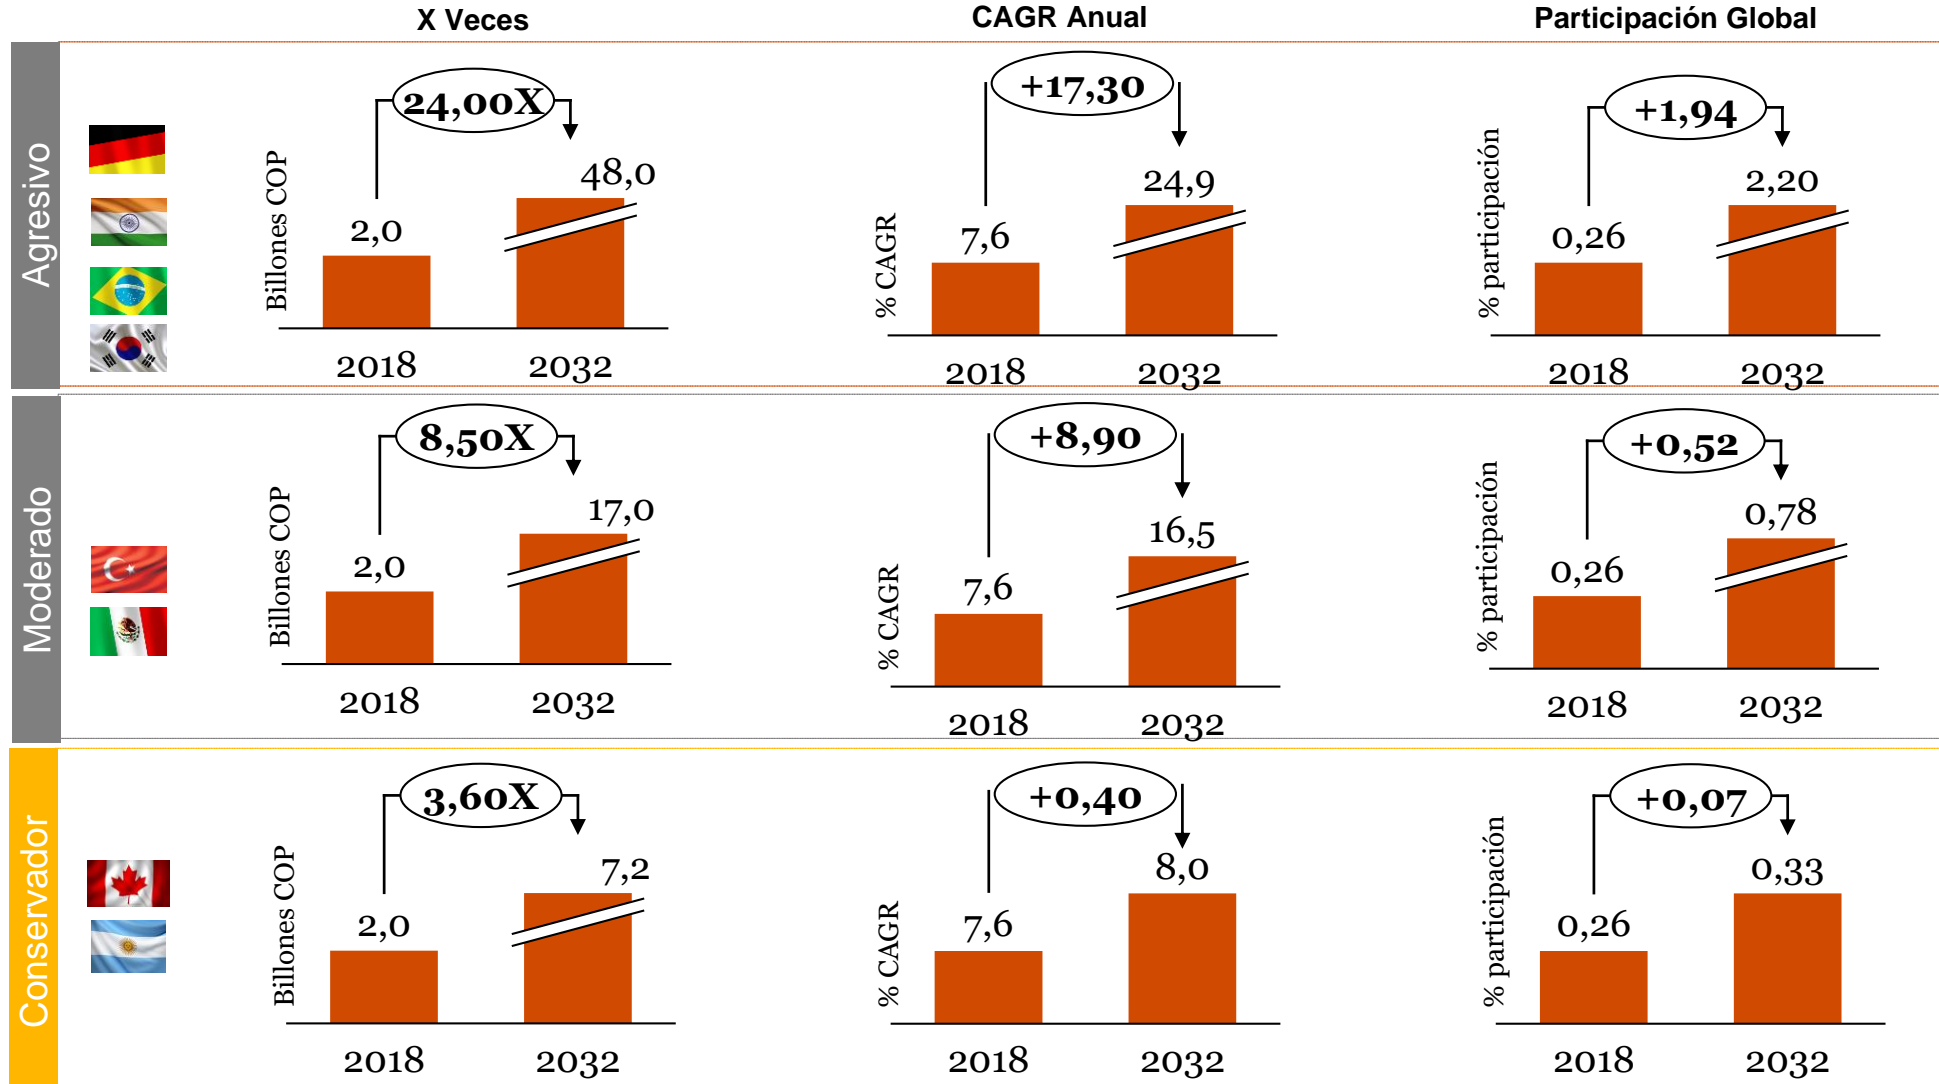 X Veces
CAGR Anual
Participación Global
Agresivo
Billones COP
24,00X
2,0
48,0
2018
2032
% CAGR
+17,30
7,6
24,9
2018
2032
% participación
+1,94
0,26
2,20
2018
2032
Moderado
Billones COP
8,50X
2,0
17,0
2018
2032
% CAGR
+8,90
7,6
16,5
2018
2032
% participación
+0,52
0,26
0,78
2018
2032
Conservador
Billones COP
3,60X
2,0
7,2
2018
2032
% CAGR
+0,40
7,6
8,0
2018
2032
% participación
+0,07
0,26
0,33
2018
2032